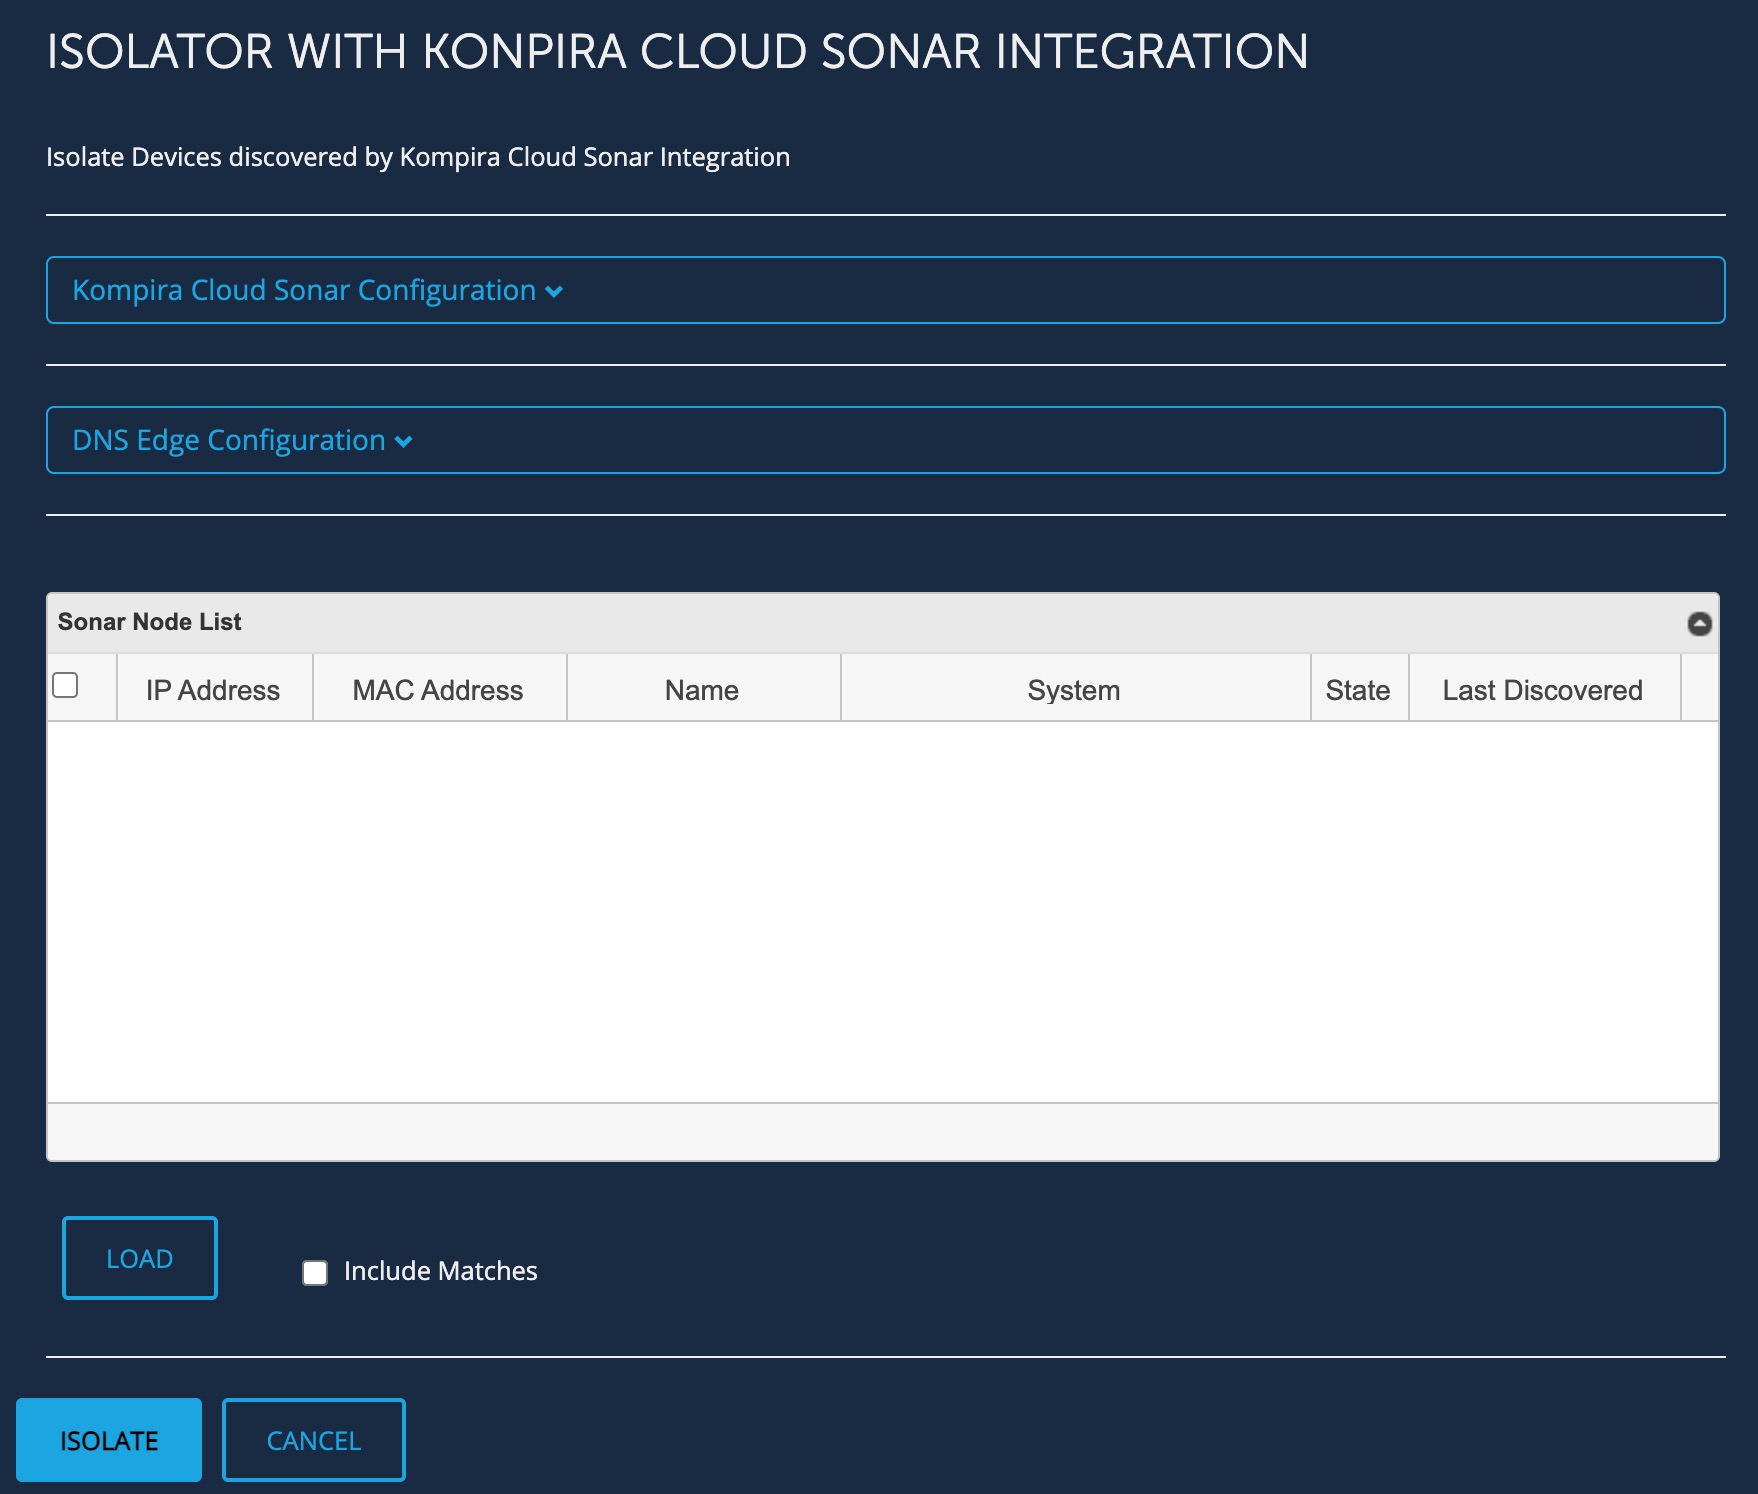 ISOLATOR WITH KONPIRA CLOUD SONAR INTEGRATION
Isolate Devices discovered by Kompira Cloud Sonar Integration
Kompira Cloud Sonar Configuration
DNS Edge Configuration
Sonar Node List
IP Address MAC Address Name System State Last Discovered
LOAD Include Matches
ISOLATE CANCEL